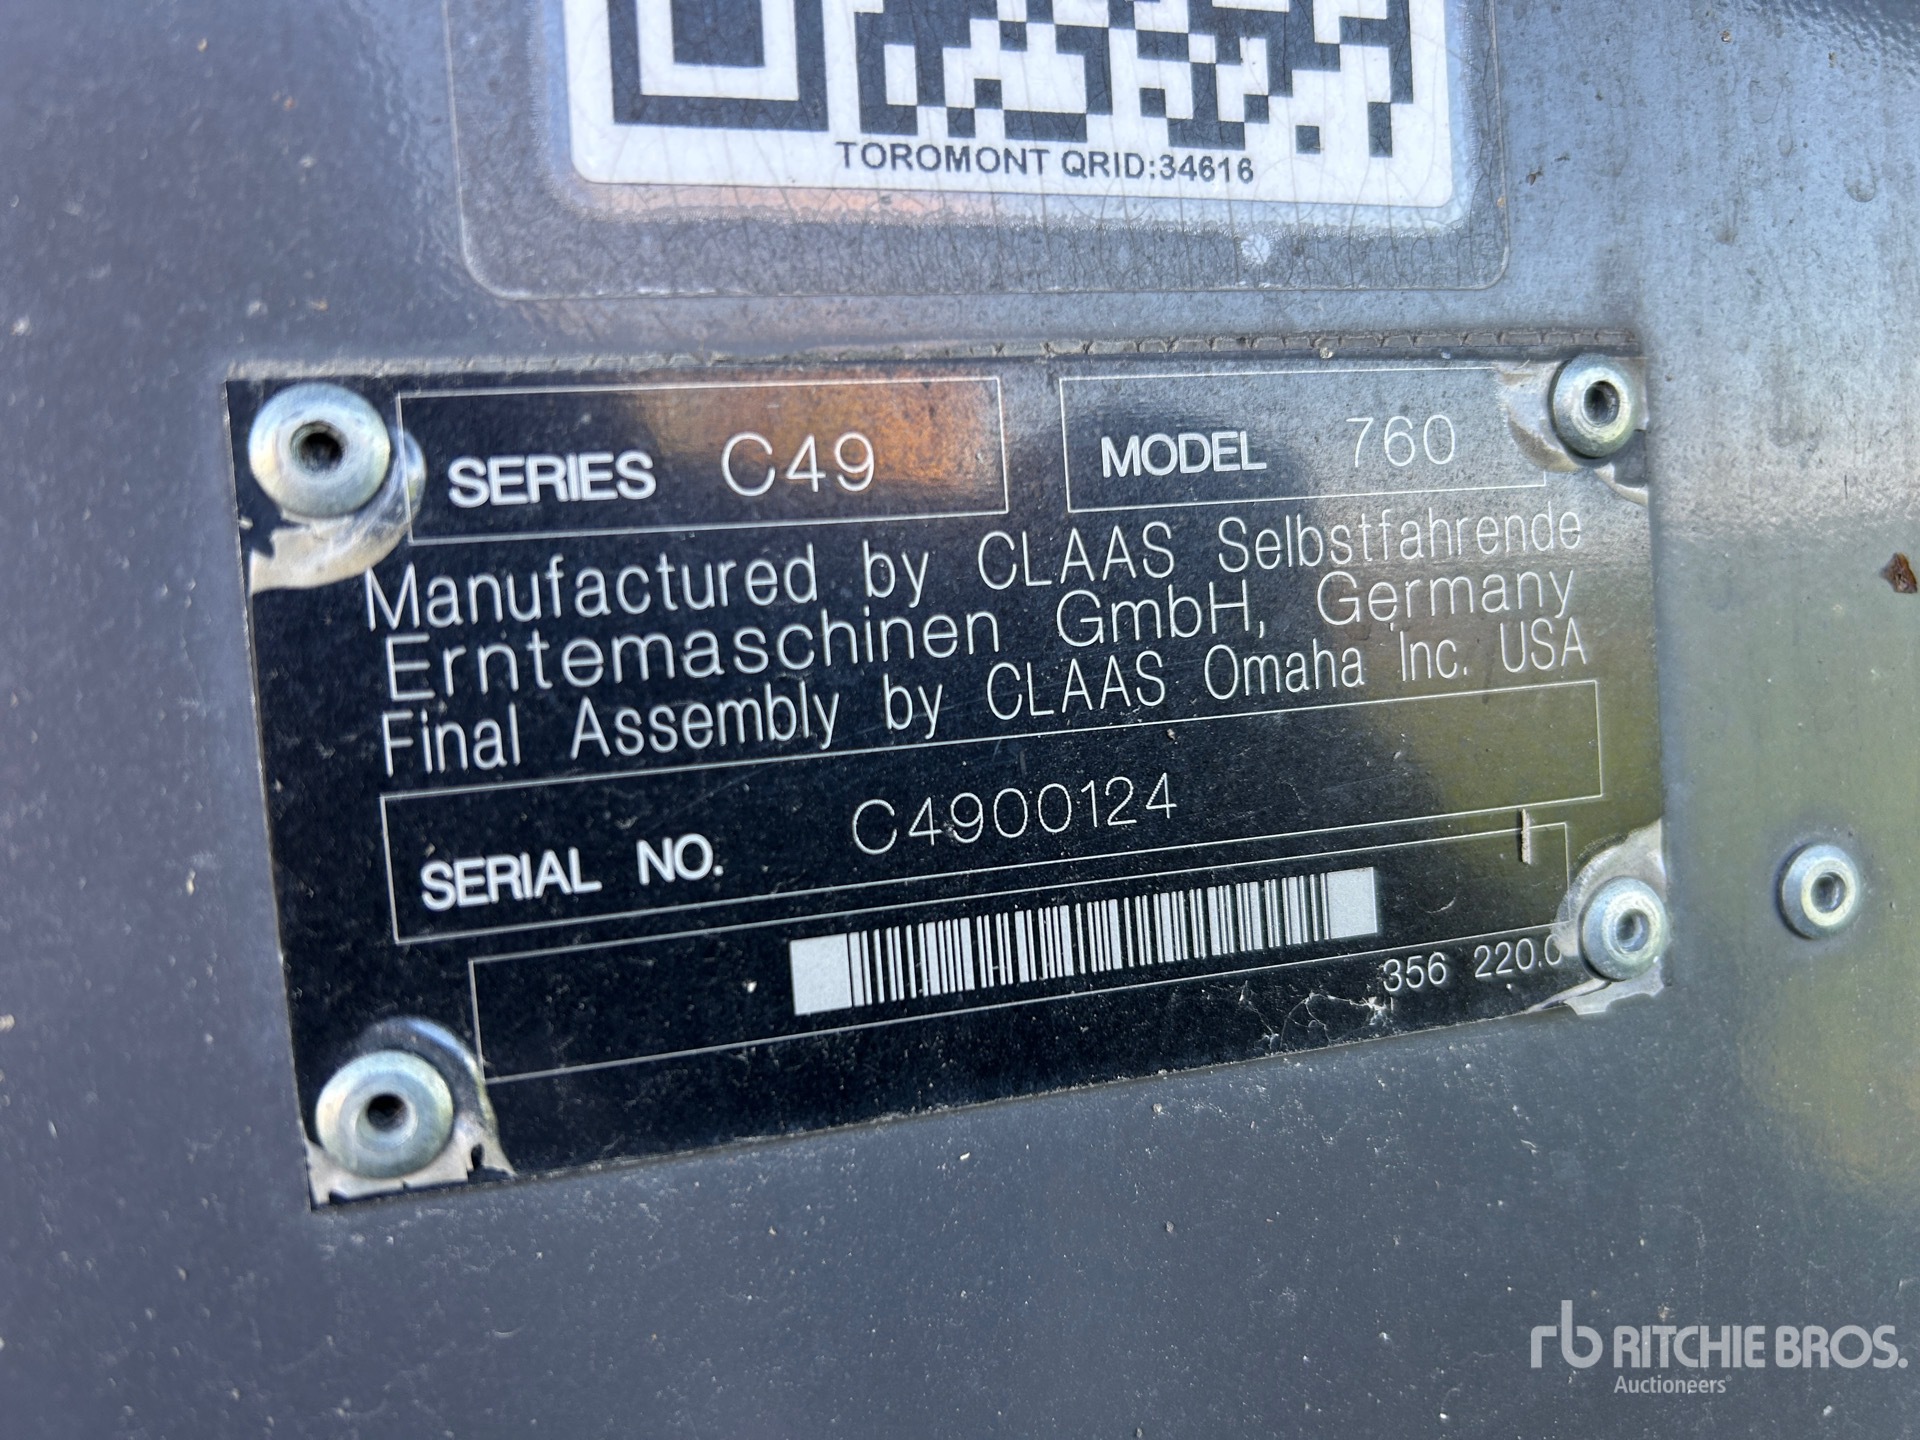 TOROMONT QRID:34616
SERIES C49 MODEL 760
Manufactured by CLAAS Selbstfahrende
Erntemaschinen GmbH, Germany
Final Assembly by CLAAS Omaha Inc. USA
SERIAL NO. C4900124
356 220.0
rb RITCHIE BROS.
Auctioneers